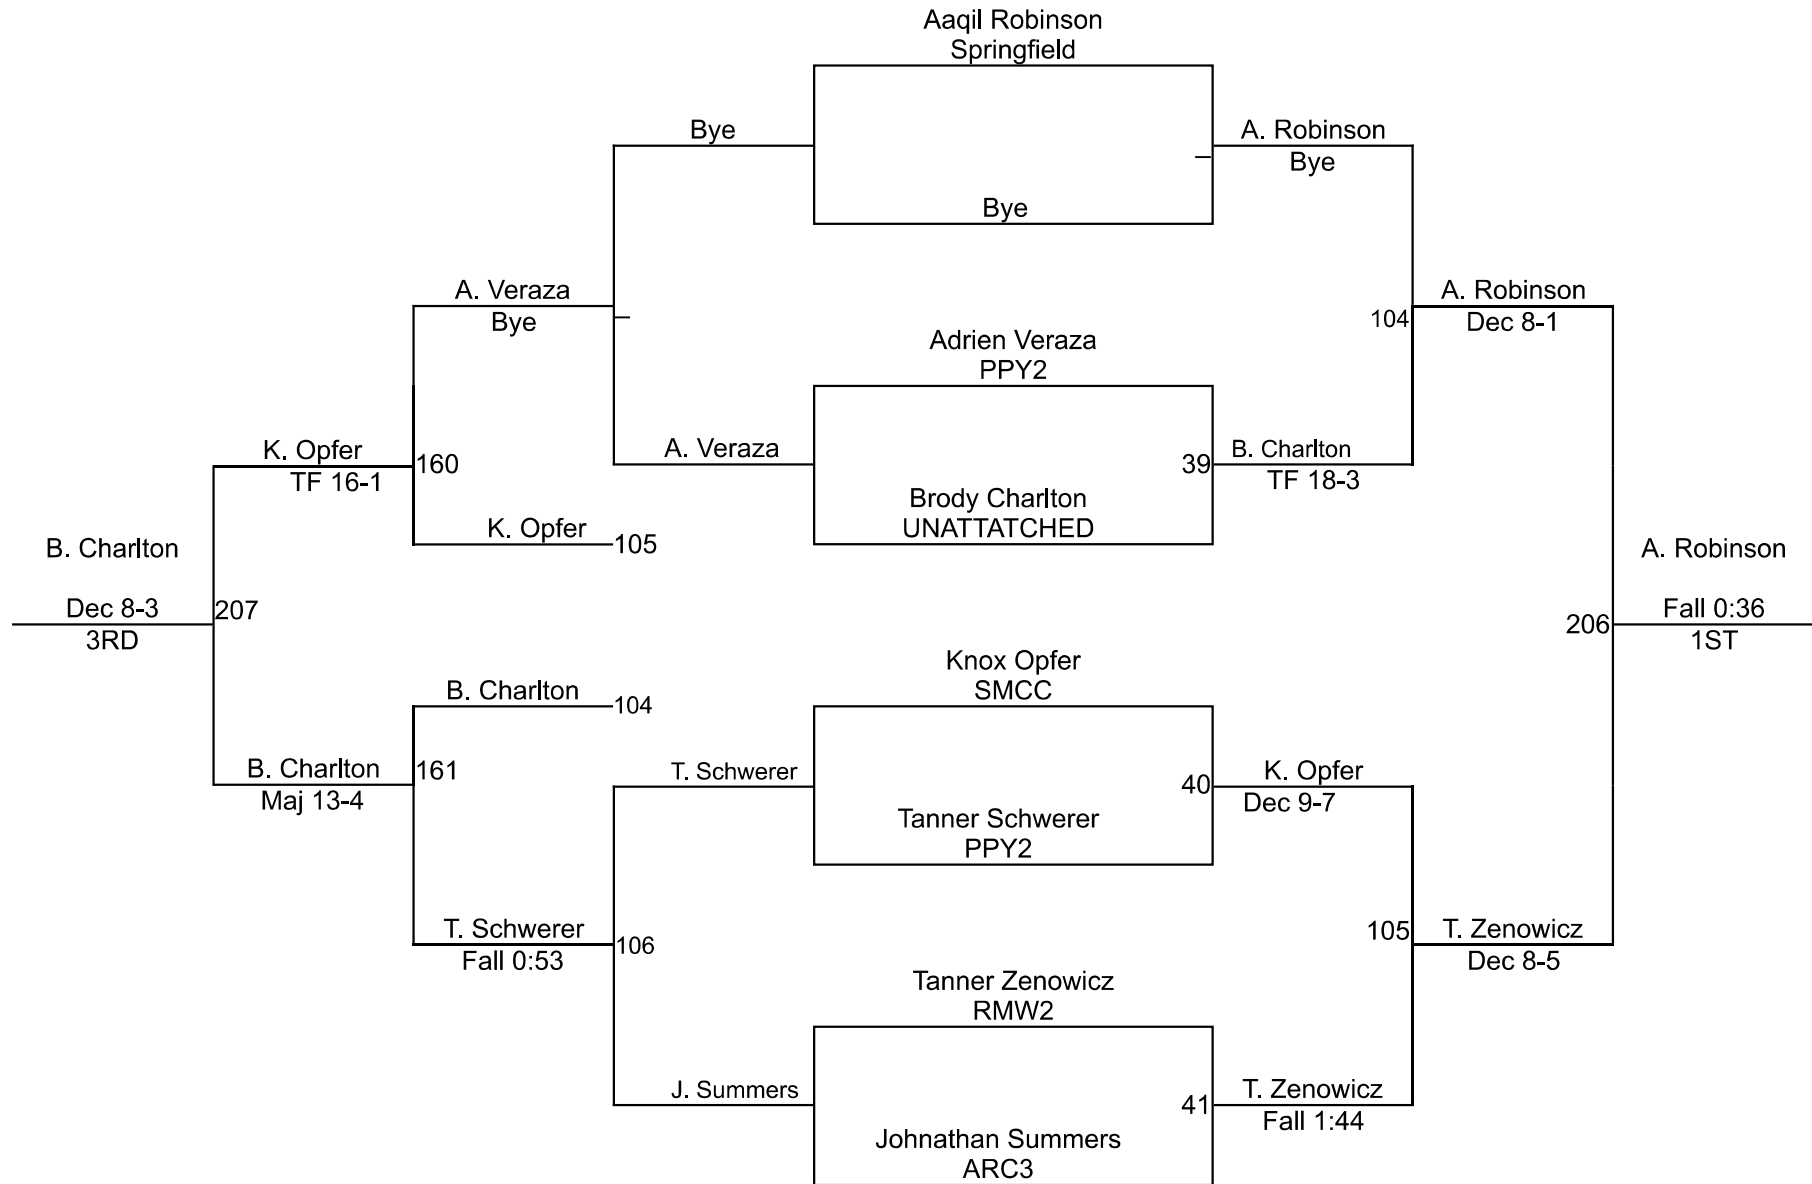 Aaqil Robinson
Springfield
Bye
A. Robinson
Bye
Bye
A. Veraza
Bye
A. Robinson
104
Dec 8-1
Adrien Veraza
PPY2
K. Opfer
TF 16-1
160
A. Veraza
39
B. Charlton
TF 18-3
Brody Charlton
UNATTATCHED
K. Opfer
105
B. Charlton
A. Robinson
Dec 8-3
207
3RD
206
Fall 0:36
1ST
Knox Opfer
SMCC
B. Charlton
104
B. Charlton
161
Maj 13-4
T. Schwerer
40
K. Opfer
Dec 9-7
Tanner Schwerer
PPY2
T. Schwerer
106
Fall 0:53
105
T. Zenowicz
Dec 8-5
Tanner Zenowicz
RMW2
J. Summers
41
T. Zenowicz
Fall 1:44
Johnathan Summers
ARC3